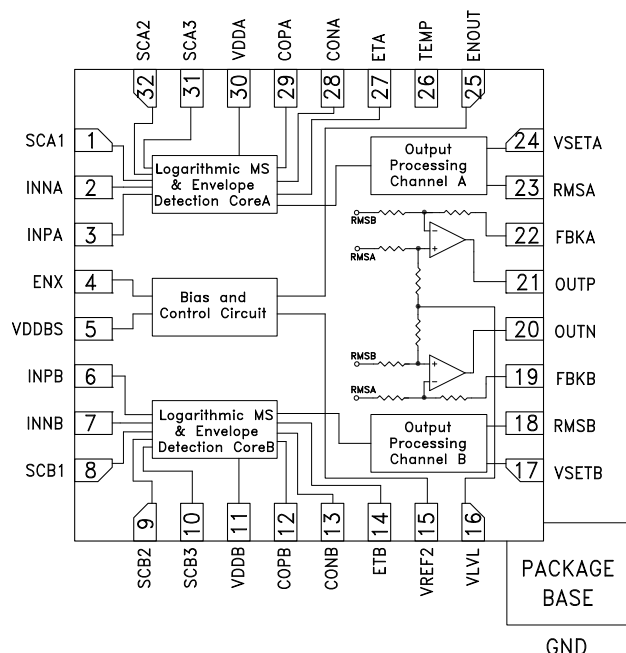 SCA2
SCA3
VDDA
COPA
CONA
ETA
TEMP
ENOUT
32
31
30
29
28
27
26
25
SCA1
1
INNA
2
INPA
3
ENX
4
VDDBS
5
INPB
6
INNB
7
SCB1
8
Logarithmic MS
& Envelope
Detection CoreA
Output
Processing
Channel A
Bias and
Control Circuit
RMSB
RMSA
−
+
RMSB
RMSA
+
−
Logarithmic MS
& Envelope
Detection CoreB
Output
Processing
Channel B
24
VSETA
23
RMSA
22
FBKA
21
OUTP
20
OUTN
19
FBKB
18
RMSB
17
VSETB
9
10
11
12
13
14
15
16
SCB2
SCB3
VDDB
COPB
CONB
ETB
VREF2
VLVL
PACKAGE
BASE
GND